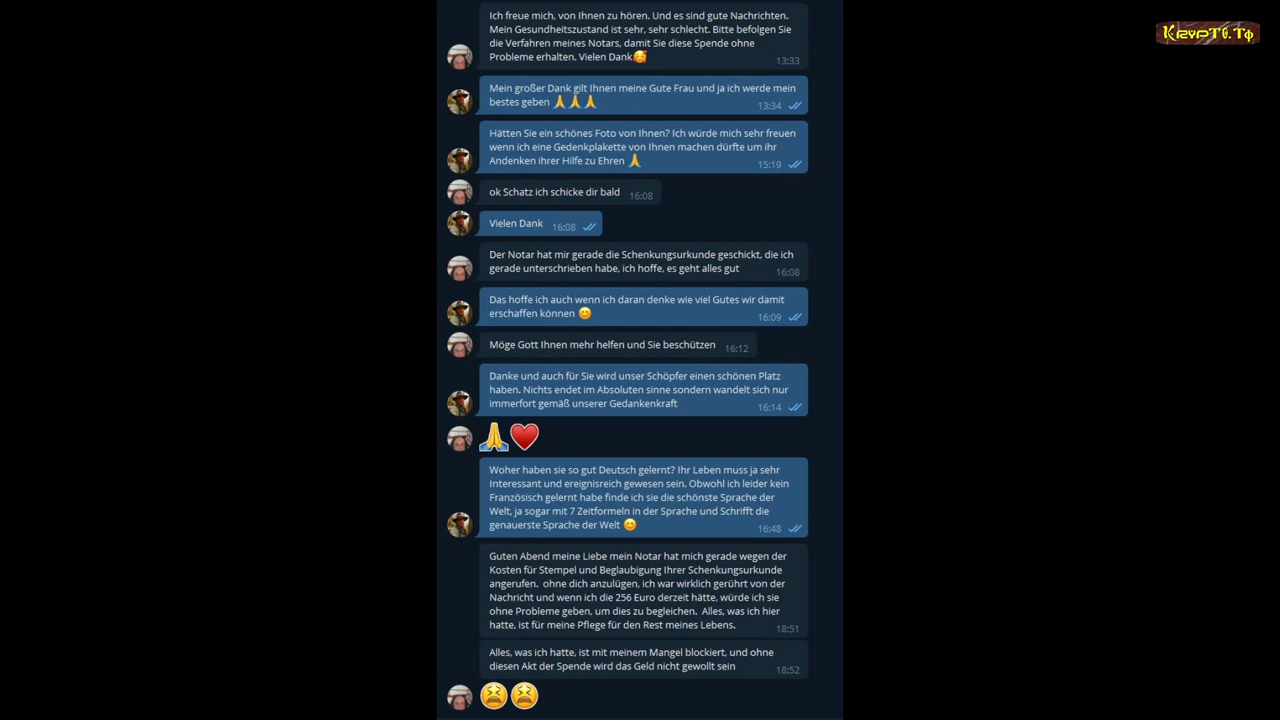 KrypT0.Tp
Ich freue mich, von Ihnen zu hören. Und es sind gute Nachrichten.
Mein Gesundheitszustand ist sehr, sehr schlecht. Bitte befolgen Sie
die Verfahren meines Notars, damit Sie diese Spende ohne
Probleme erhalten. Vielen Dank🥰
13:33
Mein großer Dank gilt Ihnen meine Gute Frau und ja ich werde mein
bestes geben 🙏🙏🙏
13:34
Hätten Sie ein schönes Foto von Ihnen? Ich würde mich sehr freuen
wenn ich eine Gedenkplakette von Ihnen machen dürfte um ihr
Andenken ihrer Hilfe zu Ehren 🙏
15:19
ok Schatz ich schicke dir bald 16:08
Vielen Dank 16:08
Der Notar hat mir gerade die Schenkungsurkunde geschickt, die ich
gerade unterschrieben habe, ich hoffe, es geht alles gut
16:08
Das hoffe ich auch wenn ich daran denke wie viel Gutes wir damit
erschaffen können 😊
16:09
Möge Gott Ihnen mehr helfen und Sie beschützen 16:12
Danke und auch für Sie wird unser Schöpfer einen schönen Platz
haben. Nichts endet im Absoluten sinne sondern wandelt sich nur
immerfort gemäß unserer Gedankenkraft
16:14
🙏❤️
Woher haben sie so gut Deutsch gelernt? Ihr Leben muss ja sehr
Interessant und ereignisreich gewesen sein. Obwohl ich leider kein
Französisch gelernt habe finde ich sie die schönste Sprache der
Welt, ja sogar mit 7 Zeitformeln in der Sprache und Schrifft die
genauerste Sprache der Welt 😊
16:48
Guten Abend meine Liebe mein Notar hat mich gerade wegen der
Kosten für Stempel und Beglaubigung Ihrer Schenkungsurkunde
angerufen.  ohne dich anzulügen, ich war wirklich gerührt von der
Nachricht und wenn ich die 256 Euro derzeit hätte, würde ich sie
ohne Probleme geben, um dies zu begleichen.  Alles, was ich hier
hatte, ist für meine Pflege für den Rest meines Lebens.
18:51
Alles, was ich hatte, ist mit meinem Mangel blockiert, und ohne
diesen Akt der Spende wird das Geld nicht gewollt sein
18:52
😫😫